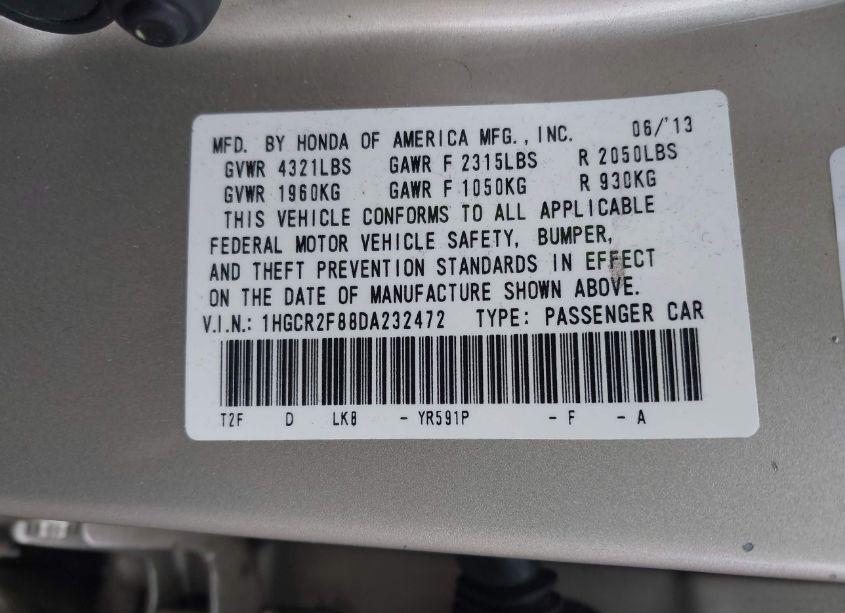 MFD. BY HONDA OF AMERICA MFG., INC. 06/'13
GVWR 4321LBS GAWR F 2315LBS R 2050LBS
GVWR 1960KG GAWR F 1050KG R 930KG
THIS VEHICLE CONFORMS TO ALL APPLICABLE
FEDERAL MOTOR VEHICLE SAFETY, BUMPER,
AND THEFT PREVENTION STANDARDS IN EFFECT
ON THE DATE OF MANUFACTURE SHOWN ABOVE.
V.I.N.: 1HGCR2F88DA232472 TYPE: PASSENGER CAR
T2F D LK8 - YR591P - F - A